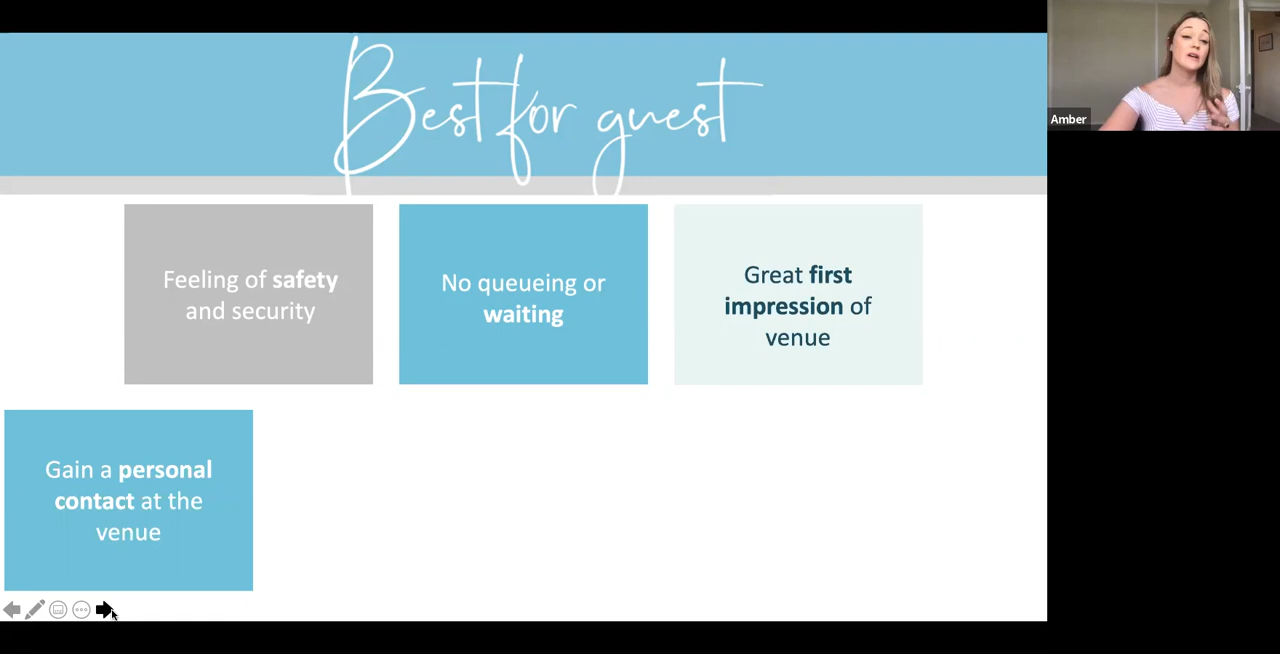 Best for guest
Amber
Feeling of safety
and security
No queueing or
waiting
Great first
impression of
venue
Gain a personal
contact at the
venue